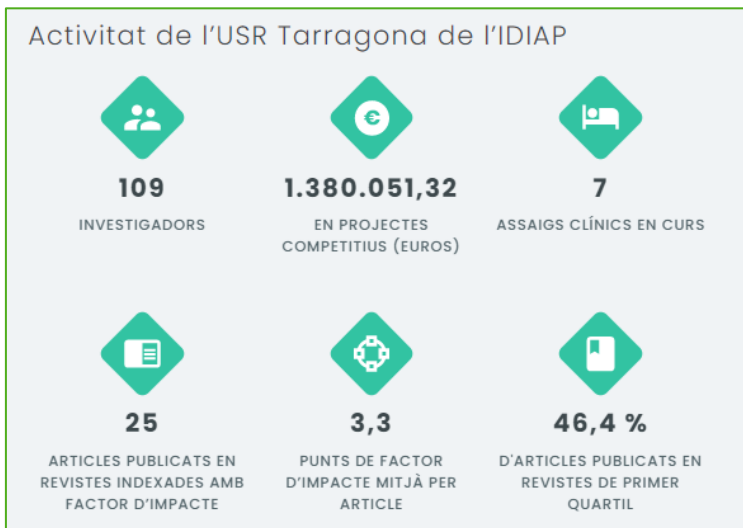 Activitat de l'USR Tarragona de l'IDIAP
109
INVESTIGADORS
1.380.051,32
EN PROJECTES
COMPETITIUS (EUROS)
7
ASSAIGS CLÍNICS EN CURS
25
ARTICLES PUBLICATS EN
REVISTES INDEXADES AMB
FACTOR D'IMPACTE
3,3
PUNTS DE FACTOR
D'IMPACTE MITJÀ PER
ARTICLE
46,4 %
D'ARTICLES PUBLICATS EN
REVISTES DE PRIMER
QUARTIL